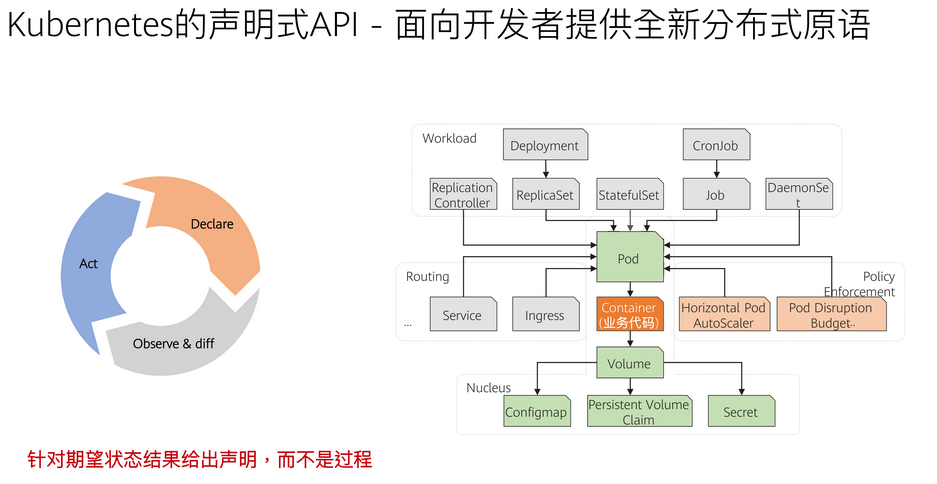 Kubernetes的声明式API - 面向开发者提供全新分布式原语
Declare
Act
Observe & diff
针对期望状态结果给出声明，而不是过程
Workload
Deployment
CronJob
Replication
Controller
ReplicaSet
StatefulSet
Job
DaemonSe
t
Pod
Routing
Policy
Enforcement
...
Service
Ingress
Container
(业务代码)
Horizontal Pod
AutoScaler
Pod Disruption
Budget..
Volume
Nucleus
Configmap
Persistent Volume
Claim
Secret